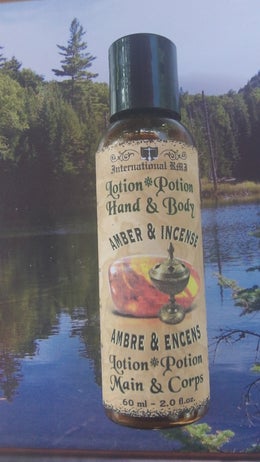 International RMI
Lotion*Potion
Hand & Body
AMBER & INCENSE
AMBRE & ENCENS
Lotion*Potion
Main & Corps
60 ml - 2.0 fl.oz.